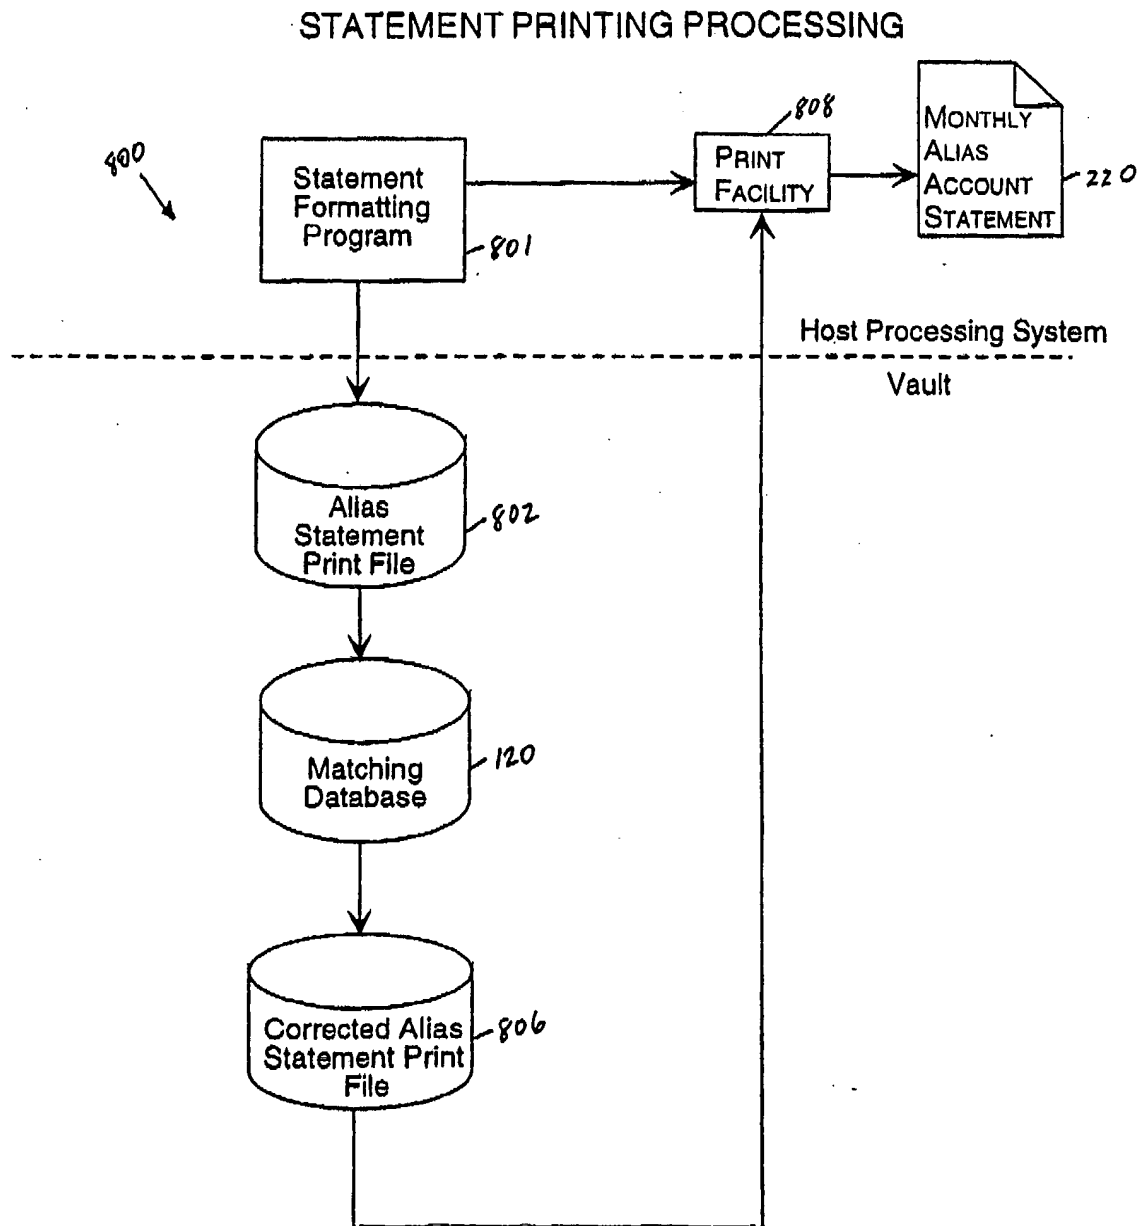 STATEMENT PRINTING PROCESSING
800
Statement
Formatting
Program
801
808
PRINT
FACILITY
MONTHLY
ALIAS
ACCOUNT
STATEMENT
220
Host Processing System
Vault
Alias
Statement
Print File
802
Matching
Database
120
Corrected Alias
Statement Print
File
806